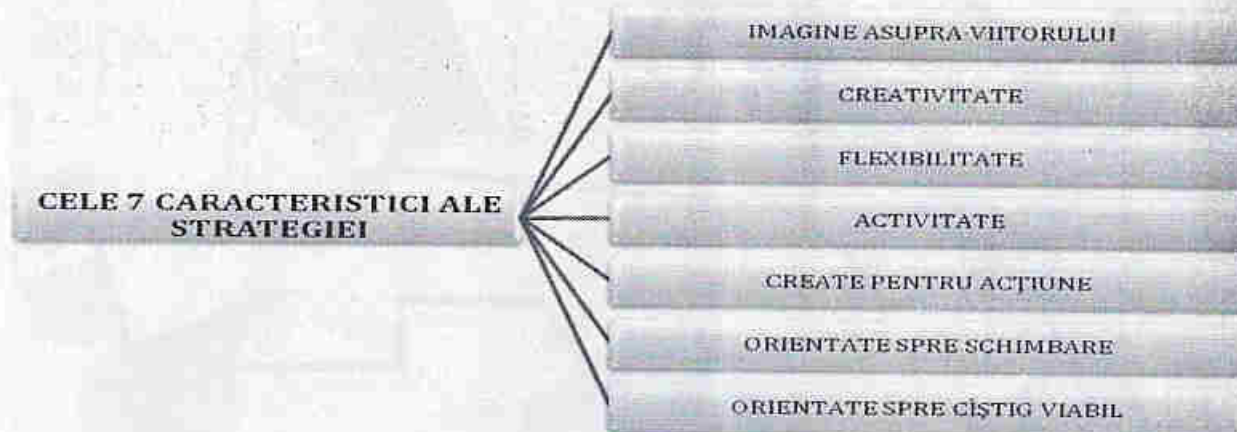 CELE 7 CARACTERISTICI ALE
STRATEGIEI
IMAGINE ASUPRA VIITORULUI
CREATIVITATE
FLEXIBILITATE
ACTIVITATE
CREATE PENTRU ACȚIUNE
ORIENTATE SPRE SCHIMBARE
ORIENTATE SPRE CÎȘTIG VIABIL